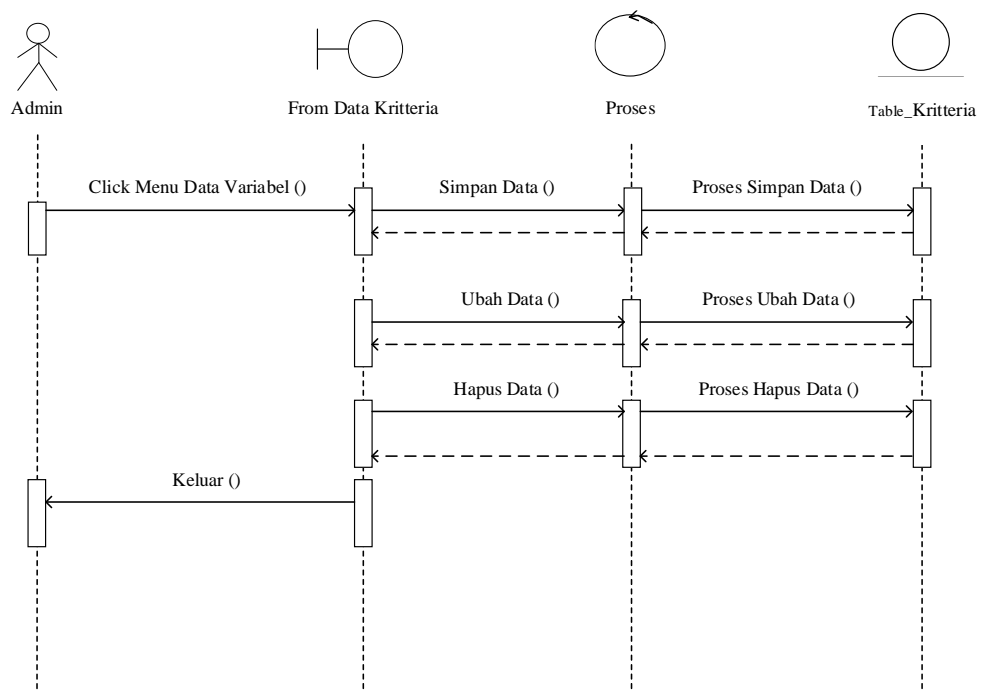 Admin
From Data Kritteria
Proses
Table_Kritteria
Click Menu Data Variabel ()
Simpan Data ()
Proses Simpan Data ()
Ubah Data ()
Proses Ubah Data ()
Hapus Data ()
Proses Hapus Data ()
Keluar ()